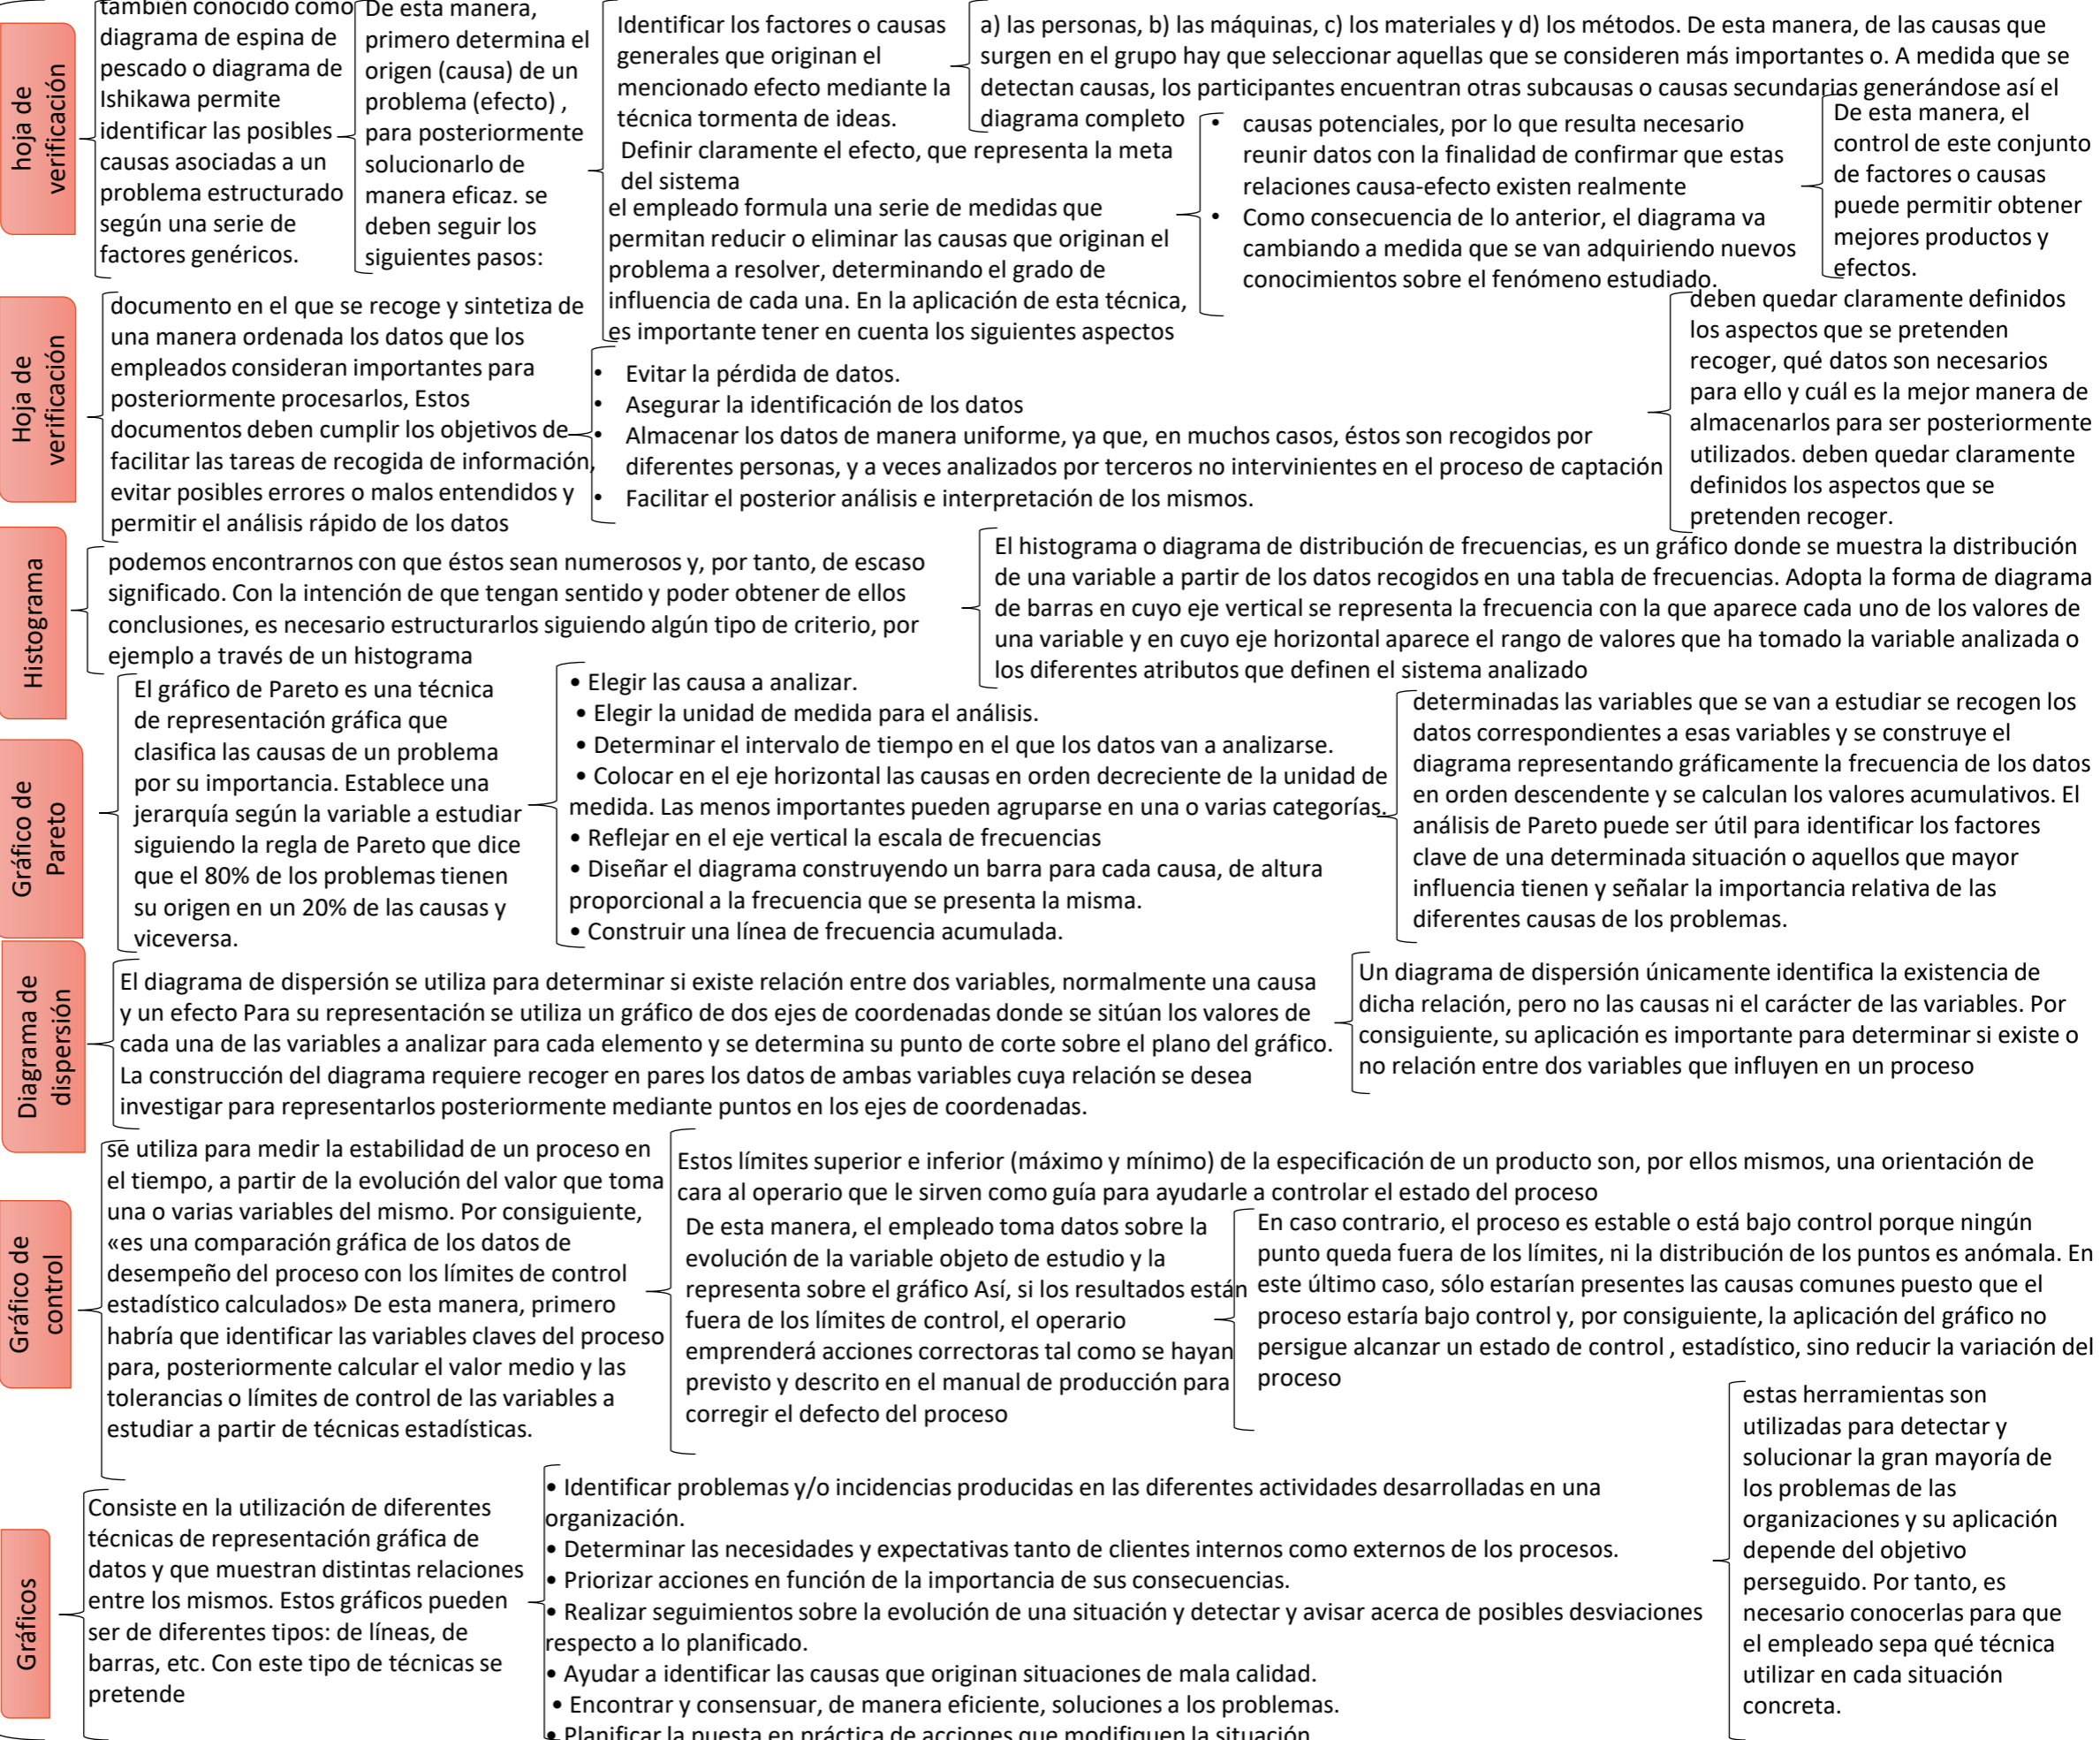 hoja de
verificación
también conocido como
diagrama de espina de
pescado o diagrama de
Ishikawa permite
identificar las posibles
causas asociadas a un
problema estructurado
según una serie de
factores genéricos.
De esta manera,
primero determina el
origen (causa) de un
problema (efecto) ,
para posteriormente
solucionarlo de
manera eficaz. se
deben seguir los
siguientes pasos:
Identificar los factores o causas
generales que originan el
mencionado efecto mediante la
técnica tormenta de ideas.
a) las personas, b) las máquinas, c) los materiales y d) los métodos. De esta manera, de las causas que
surgen en el grupo hay que seleccionar aquellas que se consideren más importantes o. A medida que se
detectan causas, los participantes encuentran otras subcausas o causas secundarias generándose así el
diagrama completo
Definir claramente el efecto, que representa la meta
del sistema
el empleado formula una serie de medidas que
permitan reducir o eliminar las causas que originan el
problema a resolver, determinando el grado de
influencia de cada una. En la aplicación de esta técnica,
es importante tener en cuenta los siguientes aspectos
• causas potenciales, por lo que resulta necesario
reunir datos con la finalidad de confirmar que estas
relaciones causa-efecto existen realmente
• Como consecuencia de lo anterior, el diagrama va
cambiando a medida que se van adquiriendo nuevos
conocimientos sobre el fenómeno estudiado.
De esta manera, el
control de este conjunto
de factores o causas
puede permitir obtener
mejores productos y
efectos.
Hoja de
verificación
documento en el que se recoge y sintetiza de
una manera ordenada los datos que los
empleados consideran importantes para
posteriormente procesarlos, Estos
documentos deben cumplir los objetivos de
facilitar las tareas de recogida de información,
evitar posibles errores o malos entendidos y
permitir el análisis rápido de los datos
• Evitar la pérdida de datos.
• Asegurar la identificación de los datos
• Almacenar los datos de manera uniforme, ya que, en muchos casos, éstos son recogidos por
diferentes personas, y a veces analizados por terceros no intervinientes en el proceso de captación
• Facilitar el posterior análisis e interpretación de los mismos.
deben quedar claramente definidos
los aspectos que se pretenden
recoger, qué datos son necesarios
para ello y cuál es la mejor manera de
almacenarlos para ser posteriormente
utilizados. deben quedar claramente
definidos los aspectos que se
pretenden recoger.
Histograma
podemos encontrarnos con que éstos sean numerosos y, por tanto, de escaso
significado. Con la intención de que tengan sentido y poder obtener de ellos
conclusiones, es necesario estructurarlos siguiendo algún tipo de criterio, por
ejemplo a través de un histograma
El histograma o diagrama de distribución de frecuencias, es un gráfico donde se muestra la distribución
de una variable a partir de los datos recogidos en una tabla de frecuencias. Adopta la forma de diagrama
de barras en cuyo eje vertical se representa la frecuencia con la que aparece cada uno de los valores de
una variable y en cuyo eje horizontal aparece el rango de valores que ha tomado la variable analizada o
los diferentes atributos que definen el sistema analizado
Gráfico de
Pareto
El gráfico de Pareto es una técnica
de representación gráfica que
clasifica las causas de un problema
por su importancia. Establece una
jerarquía según la variable a estudiar
siguiendo la regla de Pareto que dice
que el 80% de los problemas tienen
su origen en un 20% de las causas y
viceversa.
• Elegir las causa a analizar.
• Elegir la unidad de medida para el análisis.
• Determinar el intervalo de tiempo en el que los datos van a analizarse.
• Colocar en el eje horizontal las causas en orden decreciente de la unidad de
medida. Las menos importantes pueden agruparse en una o varias categorías.
• Reflejar en el eje vertical la escala de frecuencias
• Diseñar el diagrama construyendo un barra para cada causa, de altura
proporcional a la frecuencia que se presenta la misma.
• Construir una línea de frecuencia acumulada.
determinadas las variables que se van a estudiar se recogen los
datos correspondientes a esas variables y se construye el
diagrama representando gráficamente la frecuencia de los datos
en orden descendente y se calculan los valores acumulativos. El
análisis de Pareto puede ser útil para identificar los factores
clave de una determinada situación o aquellos que mayor
influencia tienen y señalar la importancia relativa de las
diferentes causas de los problemas.
Diagrama de
dispersión
El diagrama de dispersión se utiliza para determinar si existe relación entre dos variables, normalmente una causa
y un efecto Para su representación se utiliza un gráfico de dos ejes de coordenadas donde se sitúan los valores de
cada una de las variables a analizar para cada elemento y se determina su punto de corte sobre el plano del gráfico.
La construcción del diagrama requiere recoger en pares los datos de ambas variables cuya relación se desea
investigar para representarlos posteriormente mediante puntos en los ejes de coordenadas.
Un diagrama de dispersión únicamente identifica la existencia de
dicha relación, pero no las causas ni el carácter de las variables. Por
consiguiente, su aplicación es importante para determinar si existe o
no relación entre dos variables que influyen en un proceso
Gráfico de
control
se utiliza para medir la estabilidad de un proceso en
el tiempo, a partir de la evolución del valor que toma
una o varias variables del mismo. Por consiguiente,
«es una comparación gráfica de los datos de
desempeño del proceso con los límites de control
estadístico calculados» De esta manera, primero
habría que identificar las variables claves del proceso
para, posteriormente calcular el valor medio y las
tolerancias o límites de control de las variables a
estudiar a partir de técnicas estadísticas.
Estos límites superior e inferior (máximo y mínimo) de la especificación de un producto son, por ellos mismos, una orientación de
cara al operario que le sirven como guía para ayudarle a controlar el estado del proceso
De esta manera, el empleado toma datos sobre la
evolución de la variable objeto de estudio y la
representa sobre el gráfico Así, si los resultados están
fuera de los límites de control, el operario
emprenderá acciones correctoras tal como se hayan
previsto y descrito en el manual de producción para
corregir el defecto del proceso
En caso contrario, el proceso es estable o está bajo control porque ningún
punto queda fuera de los límites, ni la distribución de los puntos es anómala. En
este último caso, sólo estarían presentes las causas comunes puesto que el
proceso estaría bajo control y, por consiguiente, la aplicación del gráfico no
persigue alcanzar un estado de control , estadístico, sino reducir la variación del
proceso
Gráficos
Consiste en la utilización de diferentes
técnicas de representación gráfica de
datos y que muestran distintas relaciones
entre los mismos. Estos gráficos pueden
ser de diferentes tipos: de líneas, de
barras, etc. Con este tipo de técnicas se
pretende
• Identificar problemas y/o incidencias producidas en las diferentes actividades desarrolladas en una
organización.
• Determinar las necesidades y expectativas tanto de clientes internos como externos de los procesos.
• Priorizar acciones en función de la importancia de sus consecuencias.
• Realizar seguimientos sobre la evolución de una situación y detectar y avisar acerca de posibles desviaciones
respecto a lo planificado.
• Ayudar a identificar las causas que originan situaciones de mala calidad.
• Encontrar y consensuar, de manera eficiente, soluciones a los problemas.
• Planificar la puesta en práctica de acciones que modifiquen la situación
estas herramientas son
utilizadas para detectar y
solucionar la gran mayoría de
los problemas de las
organizaciones y su aplicación
depende del objetivo
perseguido. Por tanto, es
necesario conocerlas para que
el empleado sepa qué técnica
utilizar en cada situación
concreta.